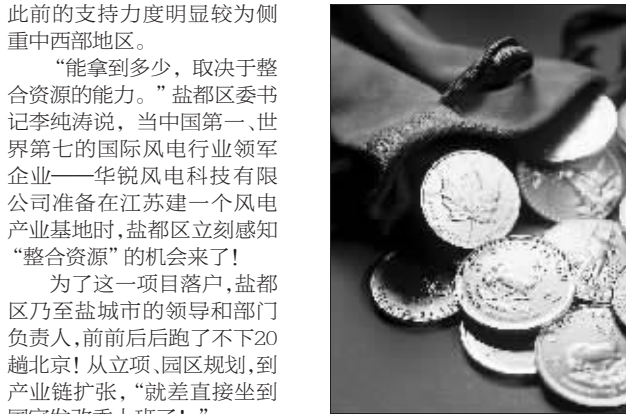 此前的支持力度明显较为侧
重中西部地区。
“能拿到多少，取决于整
合资源的能力。”盐都区委书
记李纯涛说，当中国第一、世
界第七的国际风电行业领军
企业——华锐风电科技有限
公司准备在江苏建一个风电
产业基地时，盐都区立刻感知
“整合资源”的机会来了！
为了这一项目落户，盐都
区乃至盐城市的领导和部门
负责人，前前后后跑了不下20
趟北京！从立项、园区规划，到
产业链扩张，“就差直接坐到